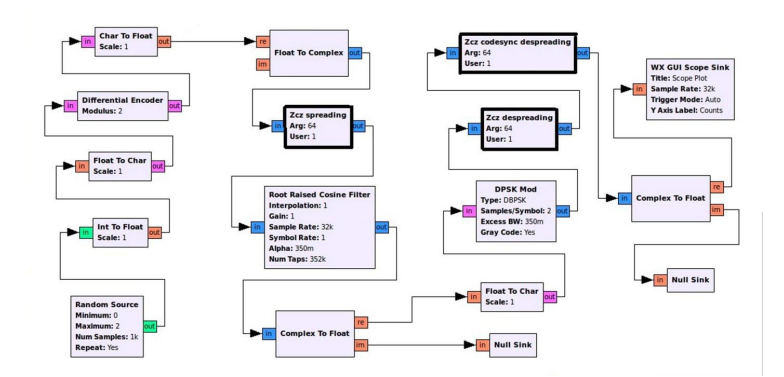 Char To Float
in
Scale: 1
out
Differential Encoder
in
Modulus: 2
out
Float To Char
in
Scale: 1
out
Int To Float
in
Scale: 1
out
Random Source
Minimum: 0
Maximum: 2
out
Num Samples: 1k
Repeat: Yes
re
Float To Complex
out
im
Zcz spreading
in
Arg: 64
out
User: 1
Root Raised Cosine Filter
Interpolation: 1
Gain: 1
in
Sample Rate: 32k
out
Symbol Rate: 1
Alpha: 350m
Num Taps: 352k
in
Complex To Float
re
im
in
Null Sink
Float To Char
in
Scale: 1
out
DPSK Mod
Type: DBPSK
in
Samples/Symbol: 2
out
Excess BW: 350m
Gray Code: Yes
Zcz despreading
in
Arg: 64
out
User: 1
Zcz codesync despreading
in
Arg: 64
out
User: 1
in
Complex To Float
re
im
WX GUI Scope Sink
Title: Scope Plot
in
Sample Rate: 32k
Trigger Mode: Auto
Y Axis Label: Counts
in
Null Sink